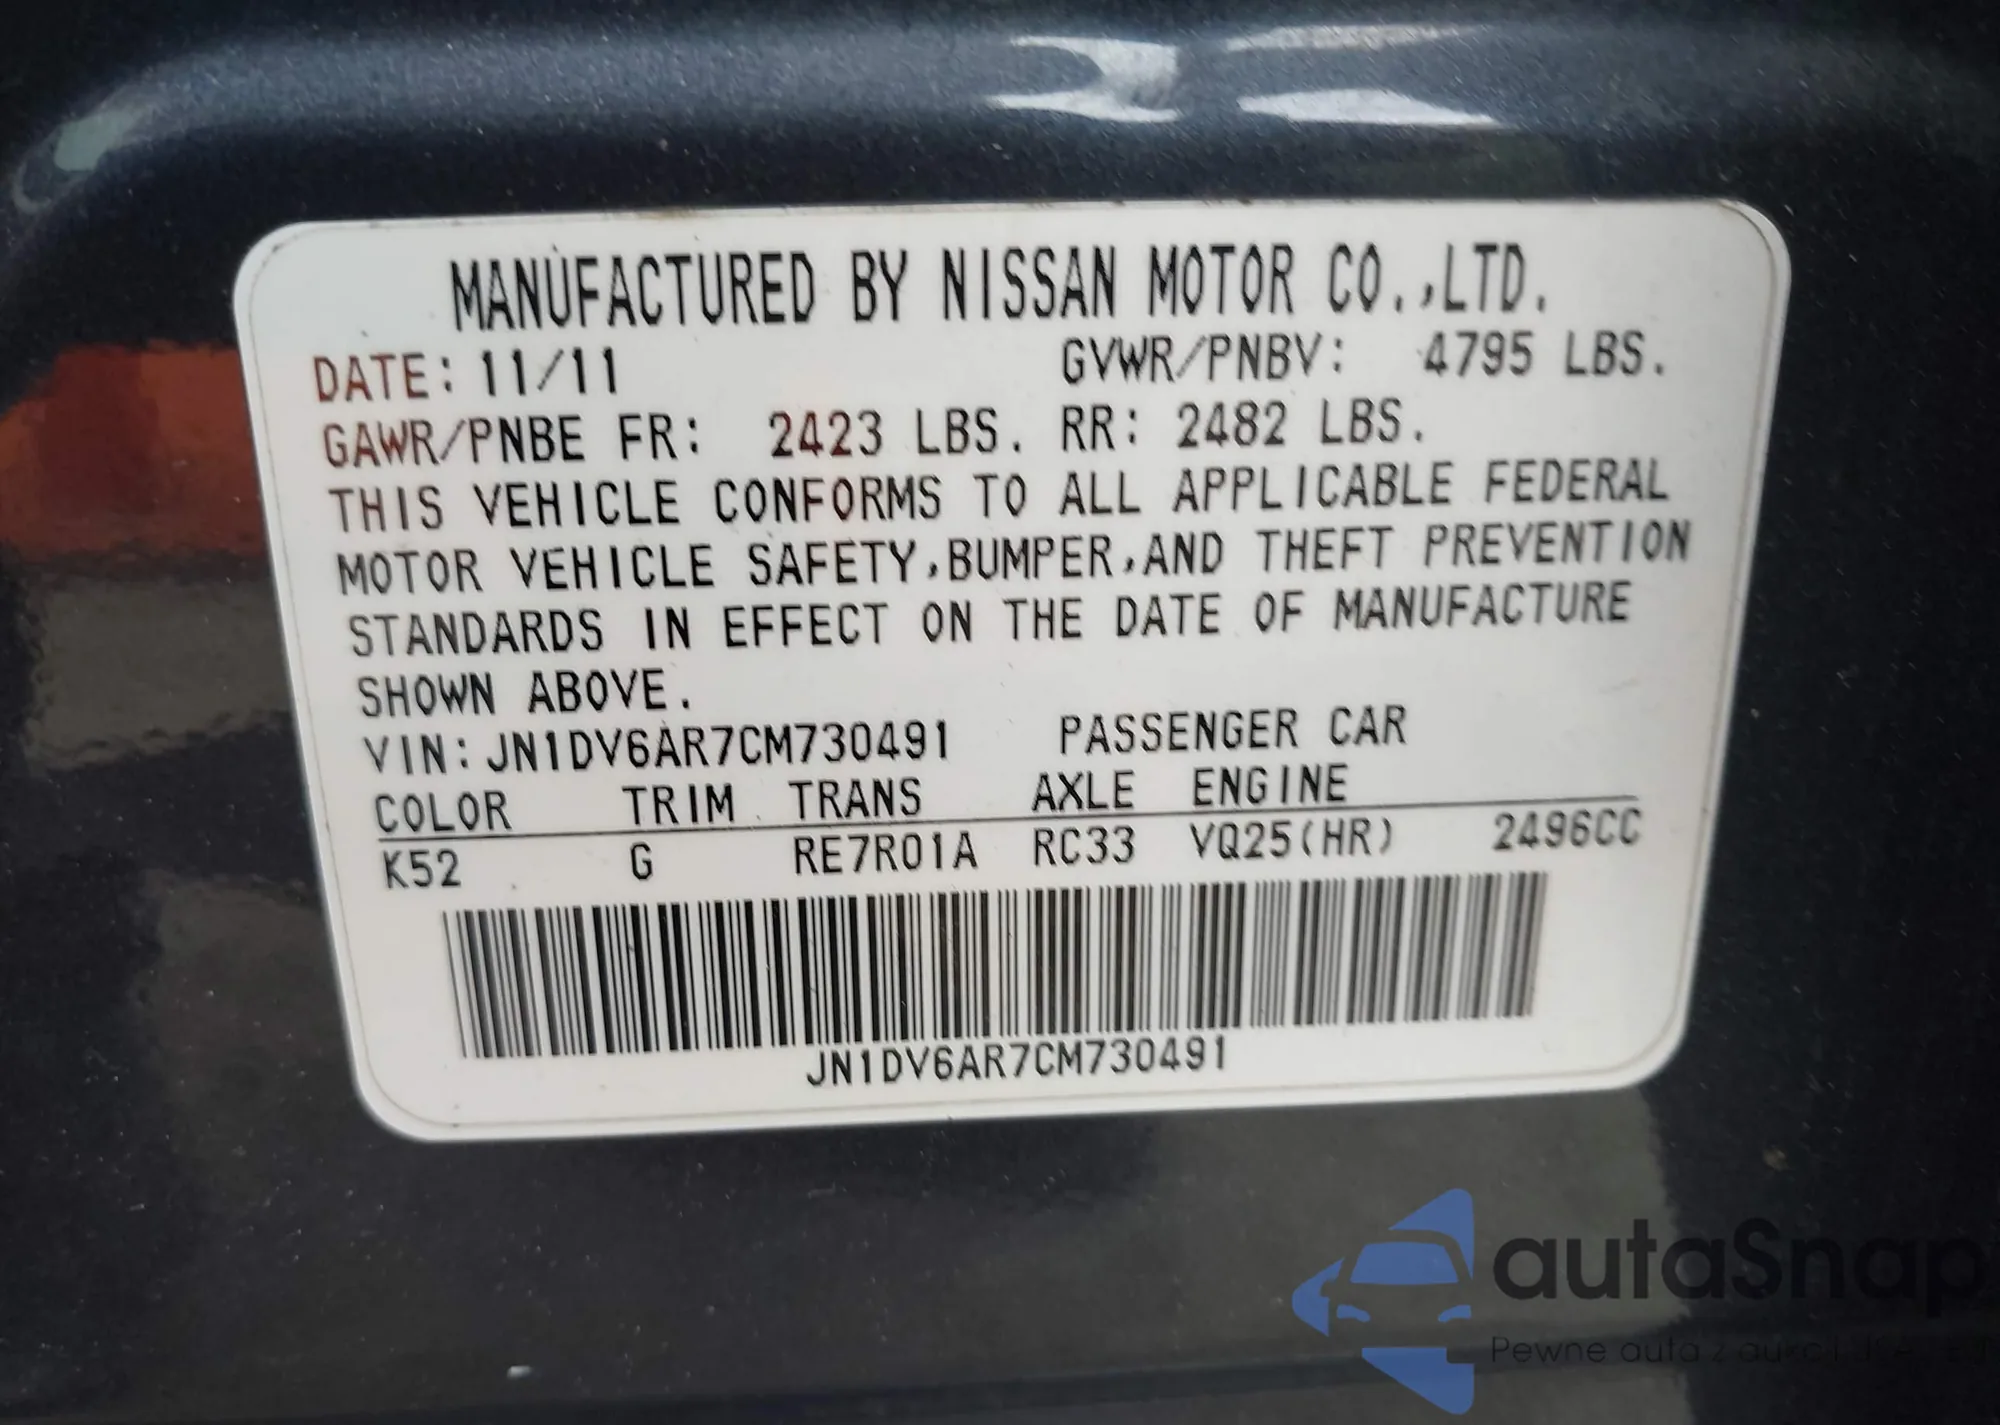 MANUFACTURED BY NISSAN MOTOR CO.,LTD.
DATE: 11/11 GVWR/PNBV: 4795 LBS.
GAWR/PNBE FR: 2423 LBS. RR: 2482 LBS.
THIS VEHICLE CONFORMS TO ALL APPLICABLE FEDERAL
MOTOR VEHICLE SAFETY,BUMPER,AND THEFT PREVENTION
STANDARDS IN EFFECT ON THE DATE OF MANUFACTURE
SHOWN ABOVE.
VIN:JN1DV6AR7CM730491 PASSENGER CAR
COLOR TRIM TRANS AXLE ENGINE
K52 G RE7R01A RC33 VQ25(HR) 2496CC
JN1DV6AR7CM730491
autaSnap
Pewne auta z